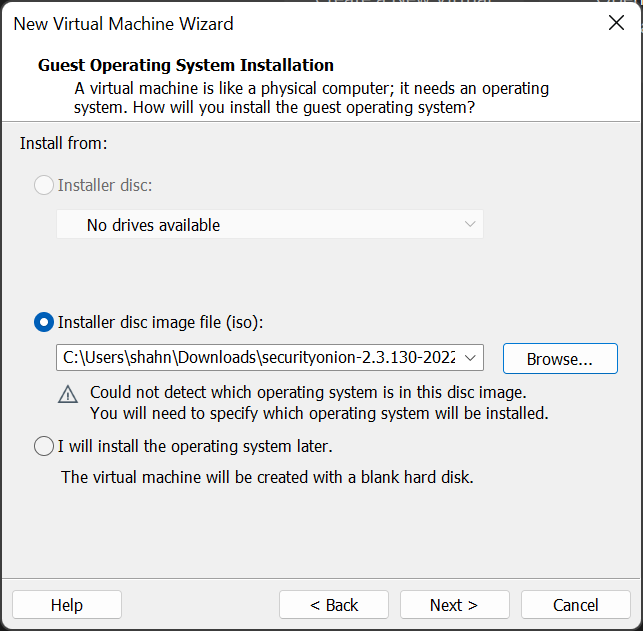 New Virtual Machine Wizard
Guest Operating System Installation
A virtual machine is like a physical computer; it needs an operating
system. How will you install the guest operating system?
Install from:
Installer disc:
No drives available
Installer disc image file (iso):
C:\Users\shahn\Downloads\securityonion-2.3.130-2022
Browse...
Could not detect which operating system is in this disc image.
You will need to specify which operating system will be installed.
I will install the operating system later.
The virtual machine will be created with a blank hard disk.
Help
< Back
Next >
Cancel